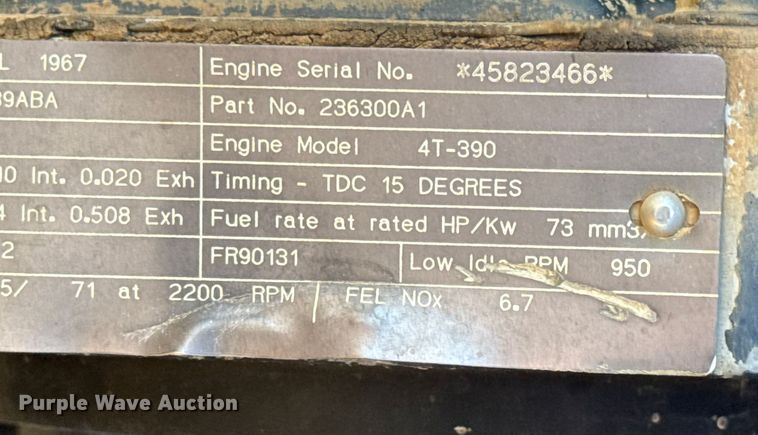 L 1967 Engine Serial No. *45823466*
39ABA Part No. 236300A1
Engine Model 4T-390
Int. 0.020 Exh Timing - TDC 15 DEGREES
Int. 0.508 Exh Fuel rate at rated HP/Kw 73 mm3/
2 FR90131 Low Idle RPM 950
5/ 71 at 2200 RPM / FEL NOx 6.7
Purple Wave Auction